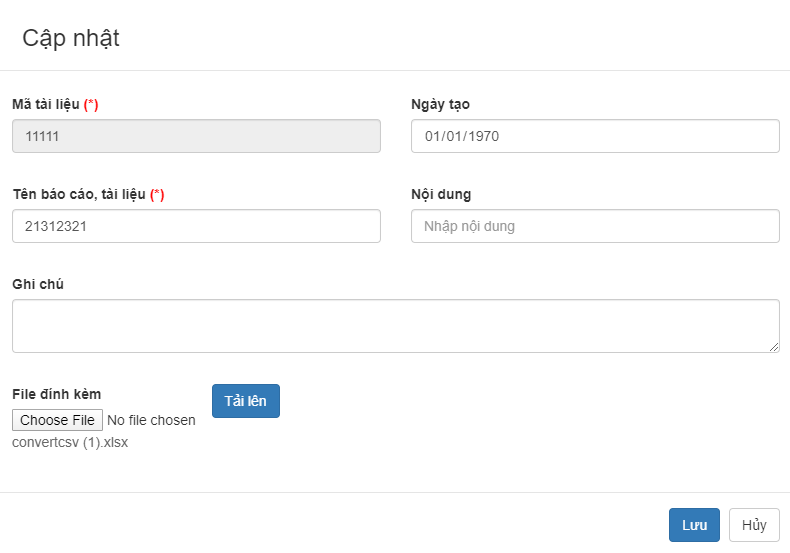 Cập nhật
Mã tài liệu (*)
Ngày tạo
11111
01/01/1970
Tên báo cáo, tài liệu (*)
Nội dung
21312321
Nhập nội dung
Ghi chú
File đính kèm
Tải lên
Choose File No file chosen
convertcsv (1).xlsx
Lưu
Hủy